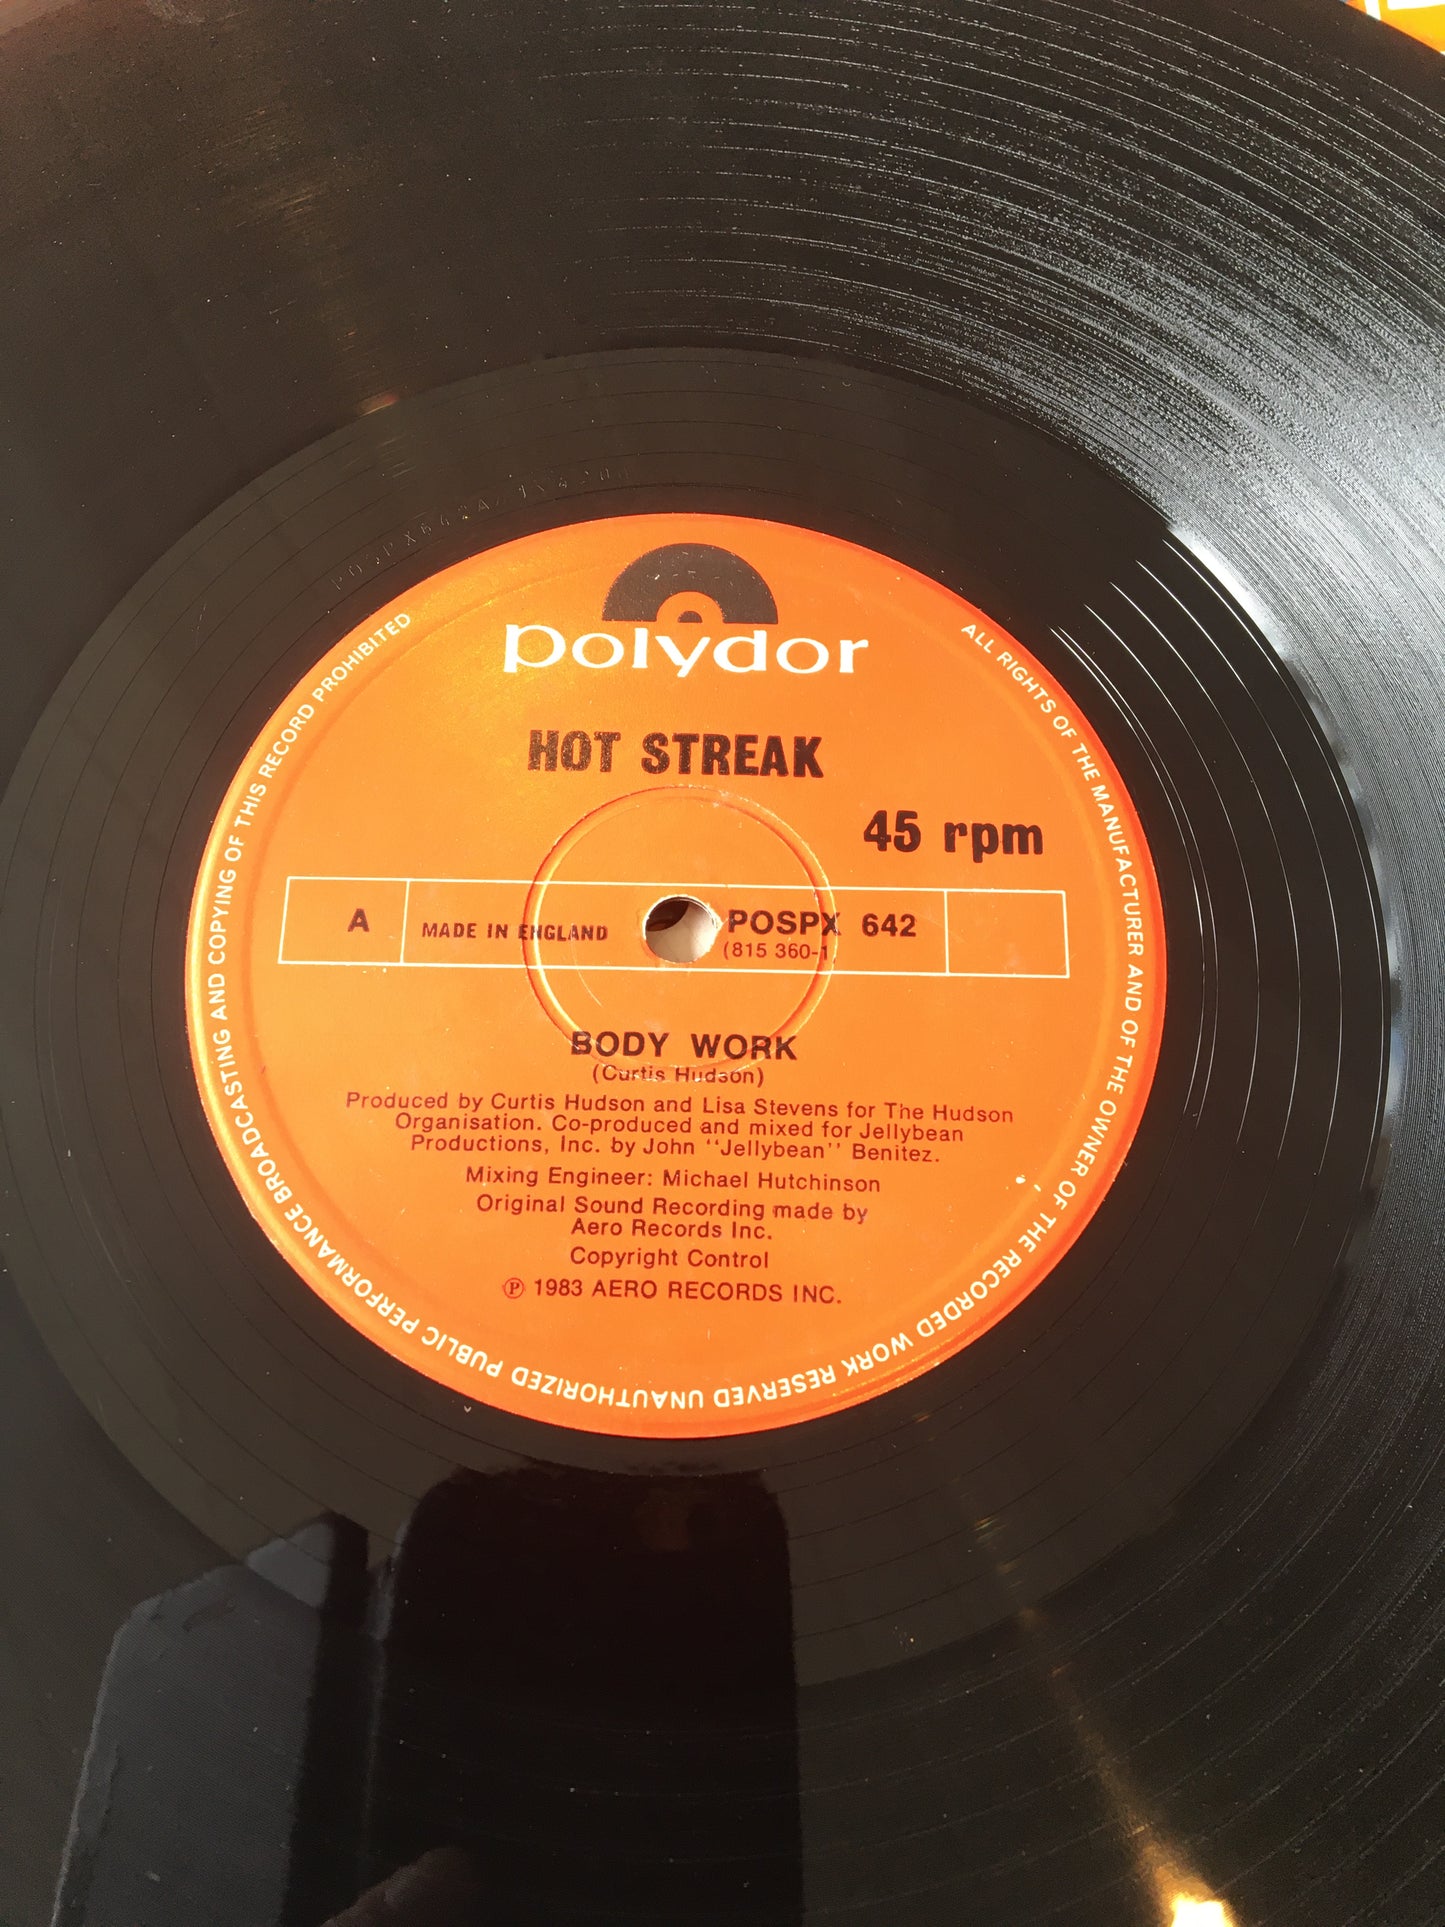 polydor
HOT STREAK
45 rpm
A
MADE IN ENGLAND
POSPX 642
(815 360-1
BODY WORK
(Curtis Hudson)
Produced by Curtis Hudson and Lisa Stevens for The Hudson
Organisation. Co-produced and mixed for Jellybean
Productions, Inc. by John "Jellybean" Benitez.
Mixing Engineer: Michael Hutchinson
Original Sound Recording made by
Aero Records Inc.
Copyright Control
Ⓟ 1983 AERO RECORDS INC.
ALL RIGHTS OF THE MANUFACTURER AND OF THE OWNER OF THE RECORDED WORK RESERVED UNAUTHORIZED PUBLIC PERFORMANCE BROADCASTING AND COPYING OF THIS RECORD PROHIBITED